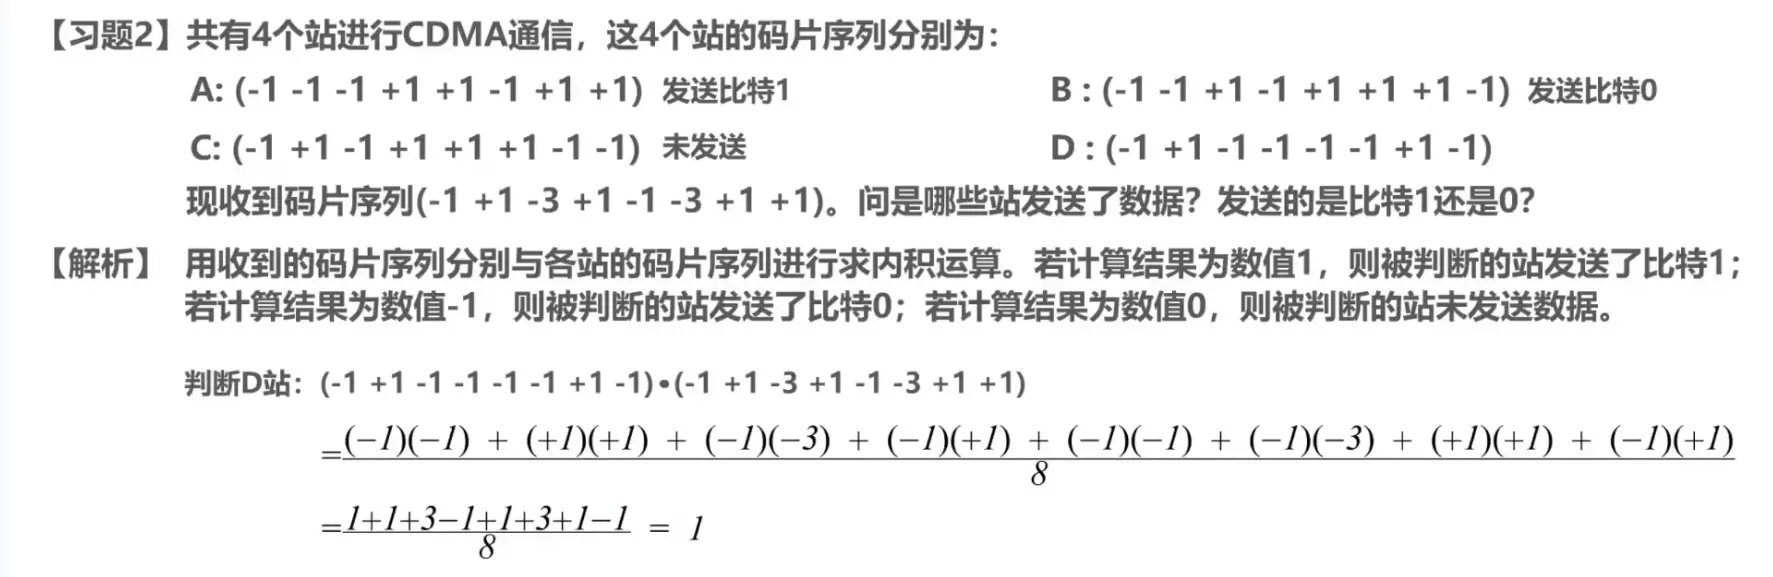 【习题2】共有4个站进行CDMA通信，这4个站的码片序列分别为：
A: (-1 -1 -1 +1 +1 -1 +1 +1) 发送比特1 B : (-1 -1 +1 -1 +1 +1 +1 -1) 发送比特0
C: (-1 +1 -1 +1 +1 +1 -1 -1) 未发送 D : (-1 +1 -1 -1 -1 -1 +1 -1)
现收到码片序列(-1 +1 -3 +1 -1 -3 +1 +1)。问是哪些站发送了数据？发送的是比特1还是0？
【解析】 用收到的码片序列分别与各站的码片序列进行求内积运算。若计算结果为数值1，则被判断的站发送了比特1；
若计算结果为数值-1，则被判断的站发送了比特0；若计算结果为数值0，则被判断的站未发送数据。
判断D站：(-1 +1 -1 -1 -1 -1 +1 -1)•(-1 +1 -3 +1 -1 -3 +1 +1)
=(−1)(−1) + (+1)(+1) + (−1)(−3) + (−1)(+1) + (−1)(−1) + (−1)(−3) + (+1)(+1) + (−1)(+1)
8
=1+1+3−1+1+3+1−1 = 1
8